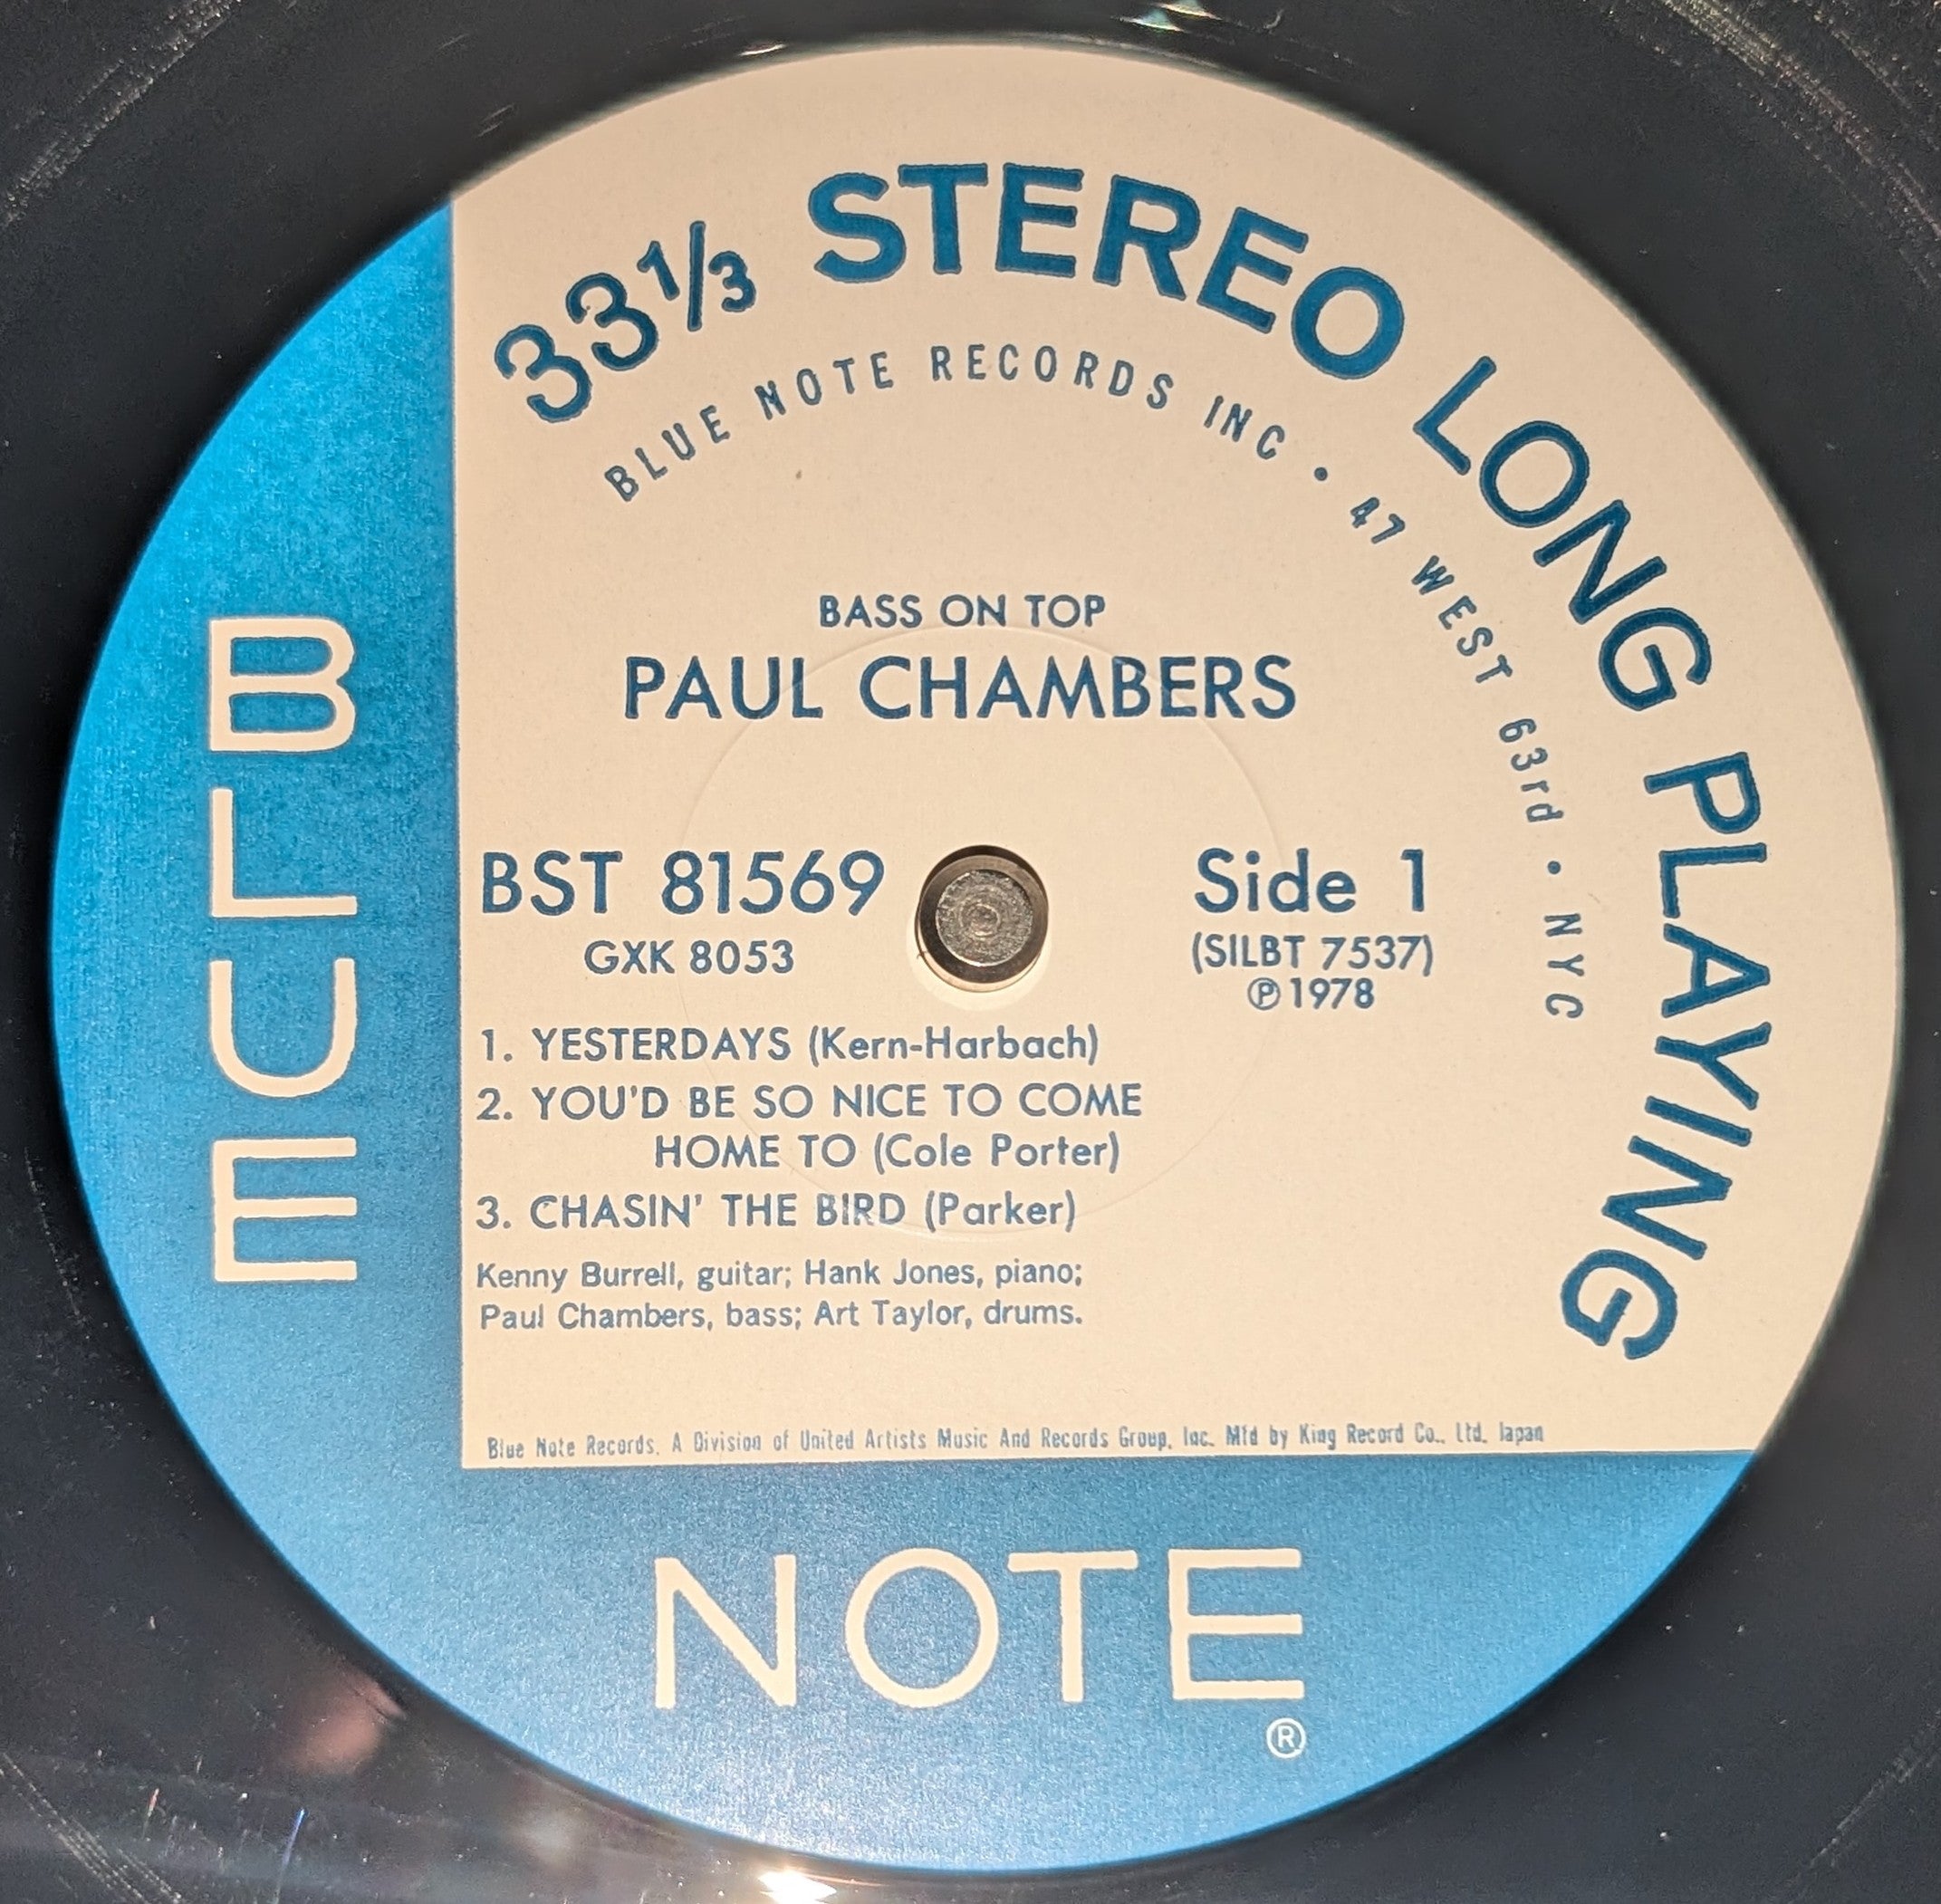 33⅓ STEREO LONG PLAYING
BLUE NOTE RECORDS INC • 47 WEST 63rd • NYC
BASS ON TOP
PAUL CHAMBERS
BST 81569
GXK 8053
Side 1
(SILBT 7537)
℗1978
1. YESTERDAYS (Kern-Harbach)
2. YOU'D BE SO NICE TO COME
HOME TO (Cole Porter)
3. CHASIN' THE BIRD (Parker)
Kenny Burrell, guitar; Hank Jones, piano;
Paul Chambers, bass; Art Taylor, drums.
Blue Note Records. A Division of United Artists Music And Records Group, Inc. Mfd by King Record Co., Ltd. Japan
BLUE
NOTE
®